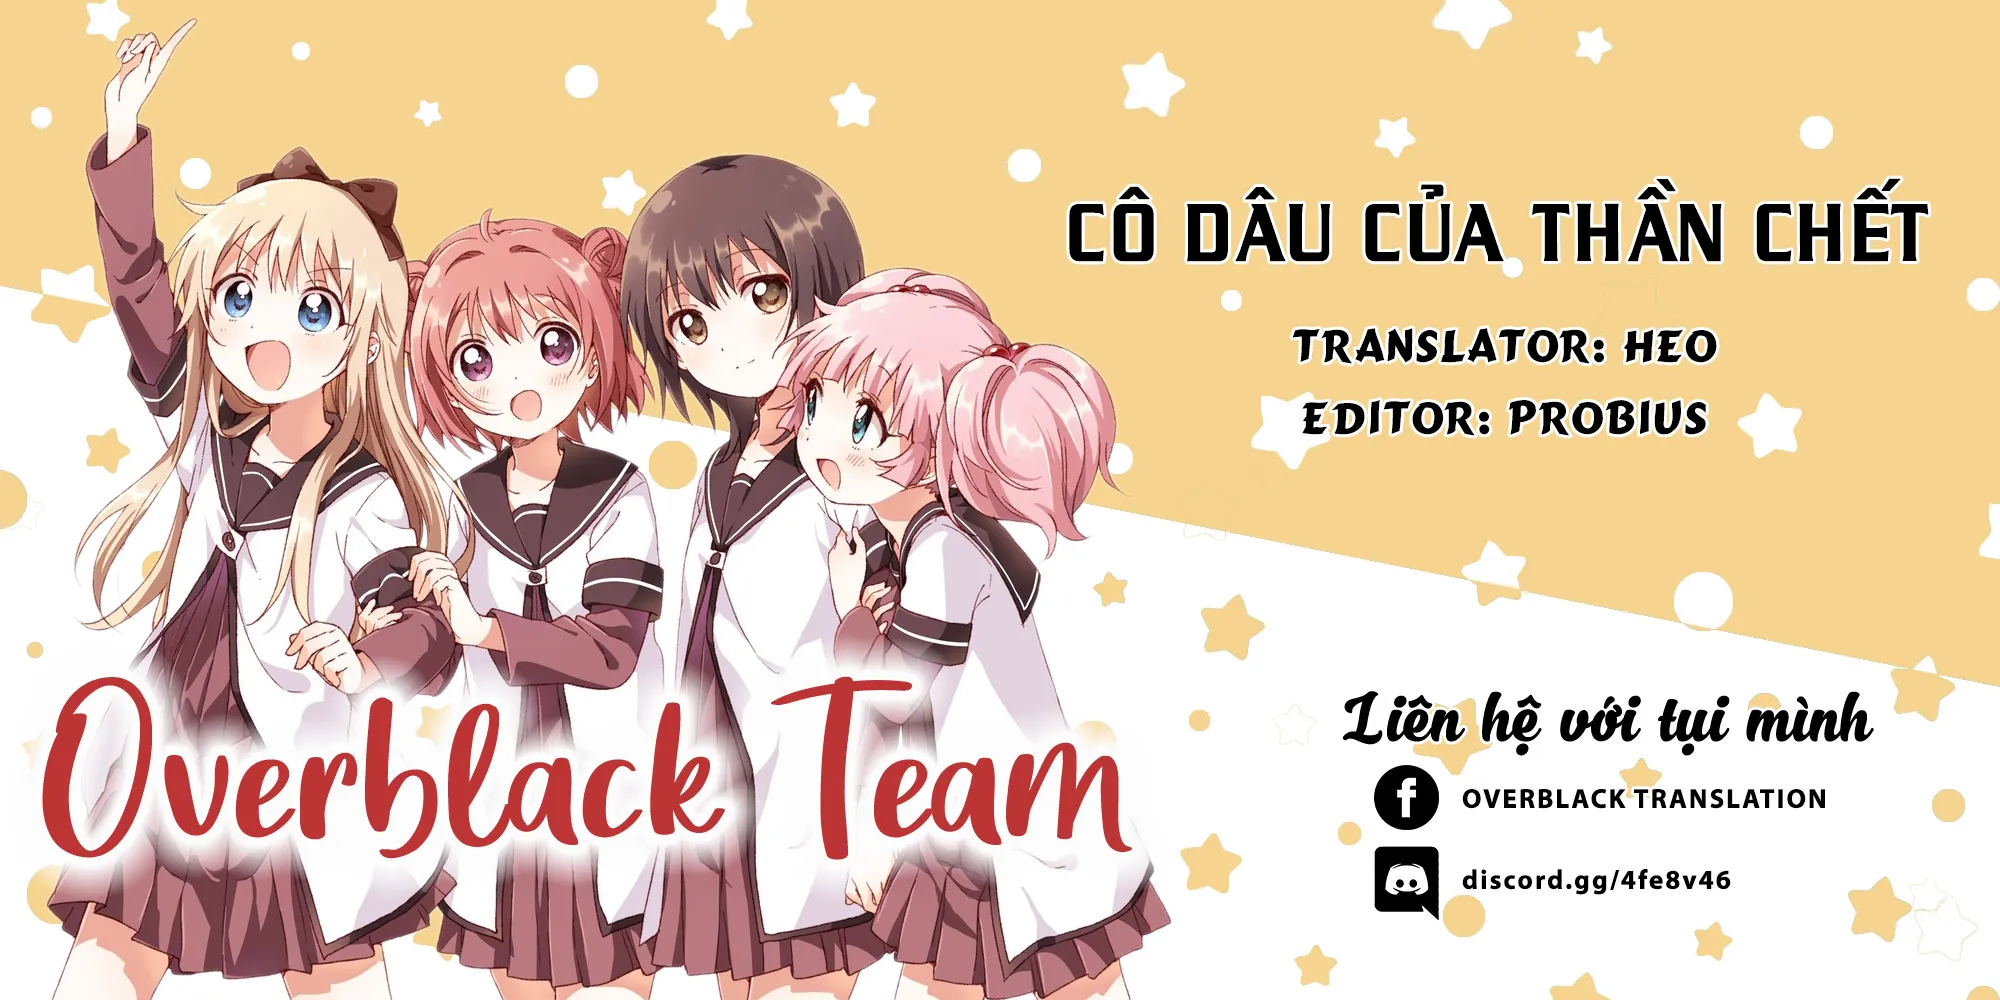 CÔ DÂU CỦA THẦN CHẾT
TRANSLATOR: HEO
EDITOR: PROBIUS
Overblack Team
Liên hệ với tụi mình
OVERBLACK TRANSLATION
discord.gg/4fe8v46